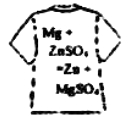 Mg +
ZnSO₄
=Zn +
MgSO₄